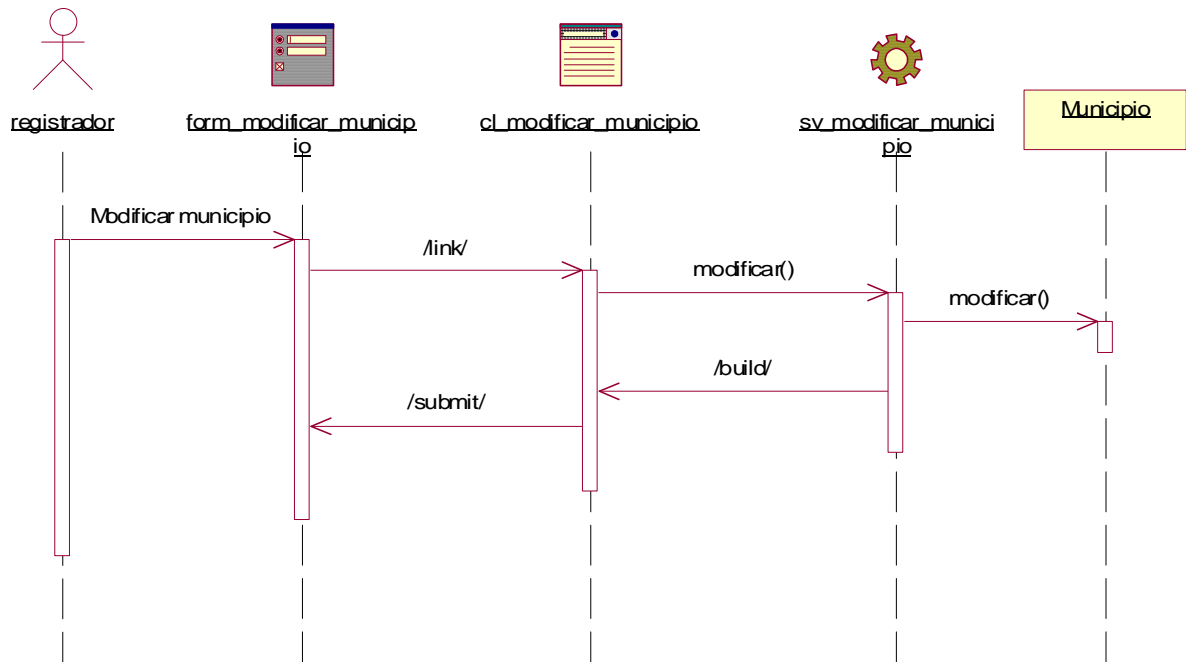 registrador
form_modificar_municip
io
cl_modificar_municipio
sv_modificar_munici
pio
Municipio
Modificar municipio
/link/
modificar()
modificar()
/build/
/submit/